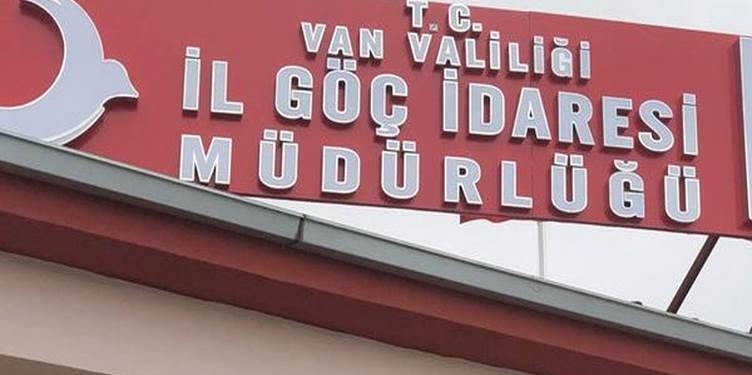 T.C.
VAN VALİLİĞİ
İL GÖÇ İDARESİ
MÜDÜRLÜĞÜ